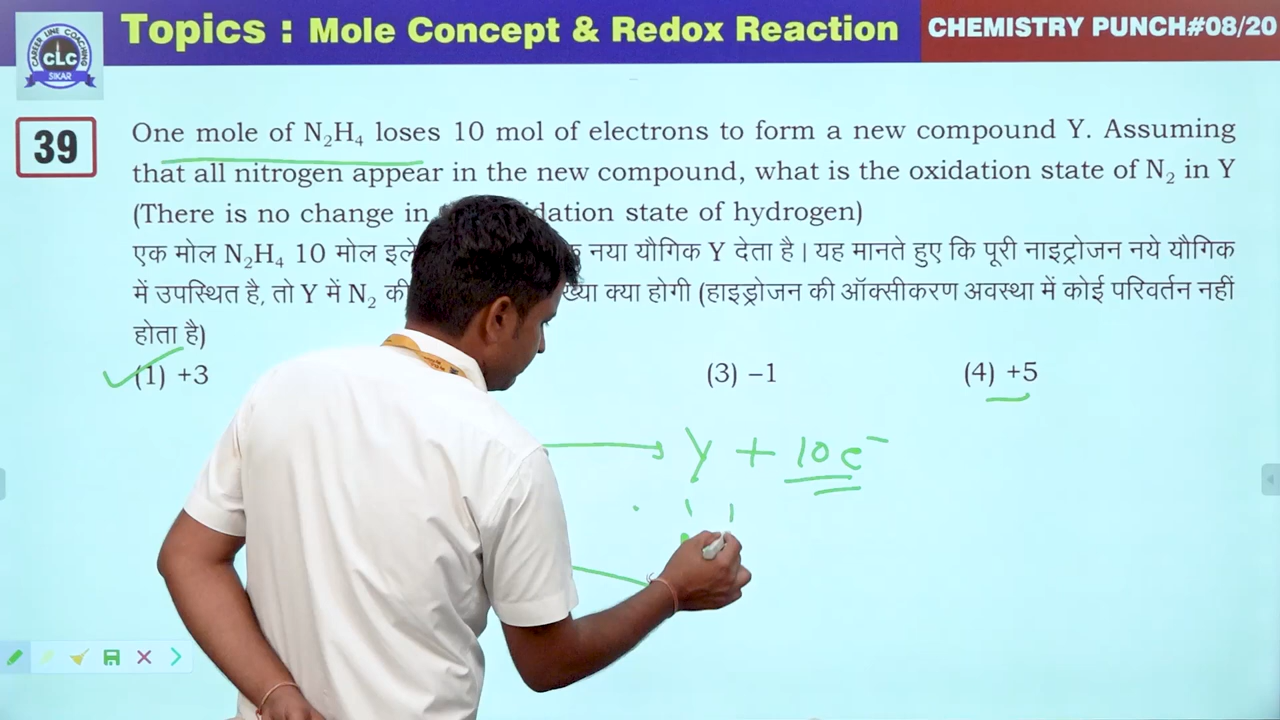 Topics : Mole Concept & Redox Reaction
CHEMISTRY PUNCH#08/20
CAREER LINE COACHING
CLC
SIKAR
39
One mole of N₂H₄ loses 10 mol of electrons to form a new compound Y. Assuming
that all nitrogen appear in the new compound, what is the oxidation state of N₂ in Y
(There is no change in idation state of hydrogen)
एक मोल N₂H₄ 10 मोल इले नया यौगिक Y देता है। यह मानते हुए कि पूरी नाइट्रोजन नये यौगिक
में उपस्थित है, तो Y में N₂ की ख्या क्या होगी (हाइड्रोजन की ऑक्सीकरण अवस्था में कोई परिवर्तन नहीं
होता है)
(1) +3 (3) –1 (4) +5
Y + 10e⁻